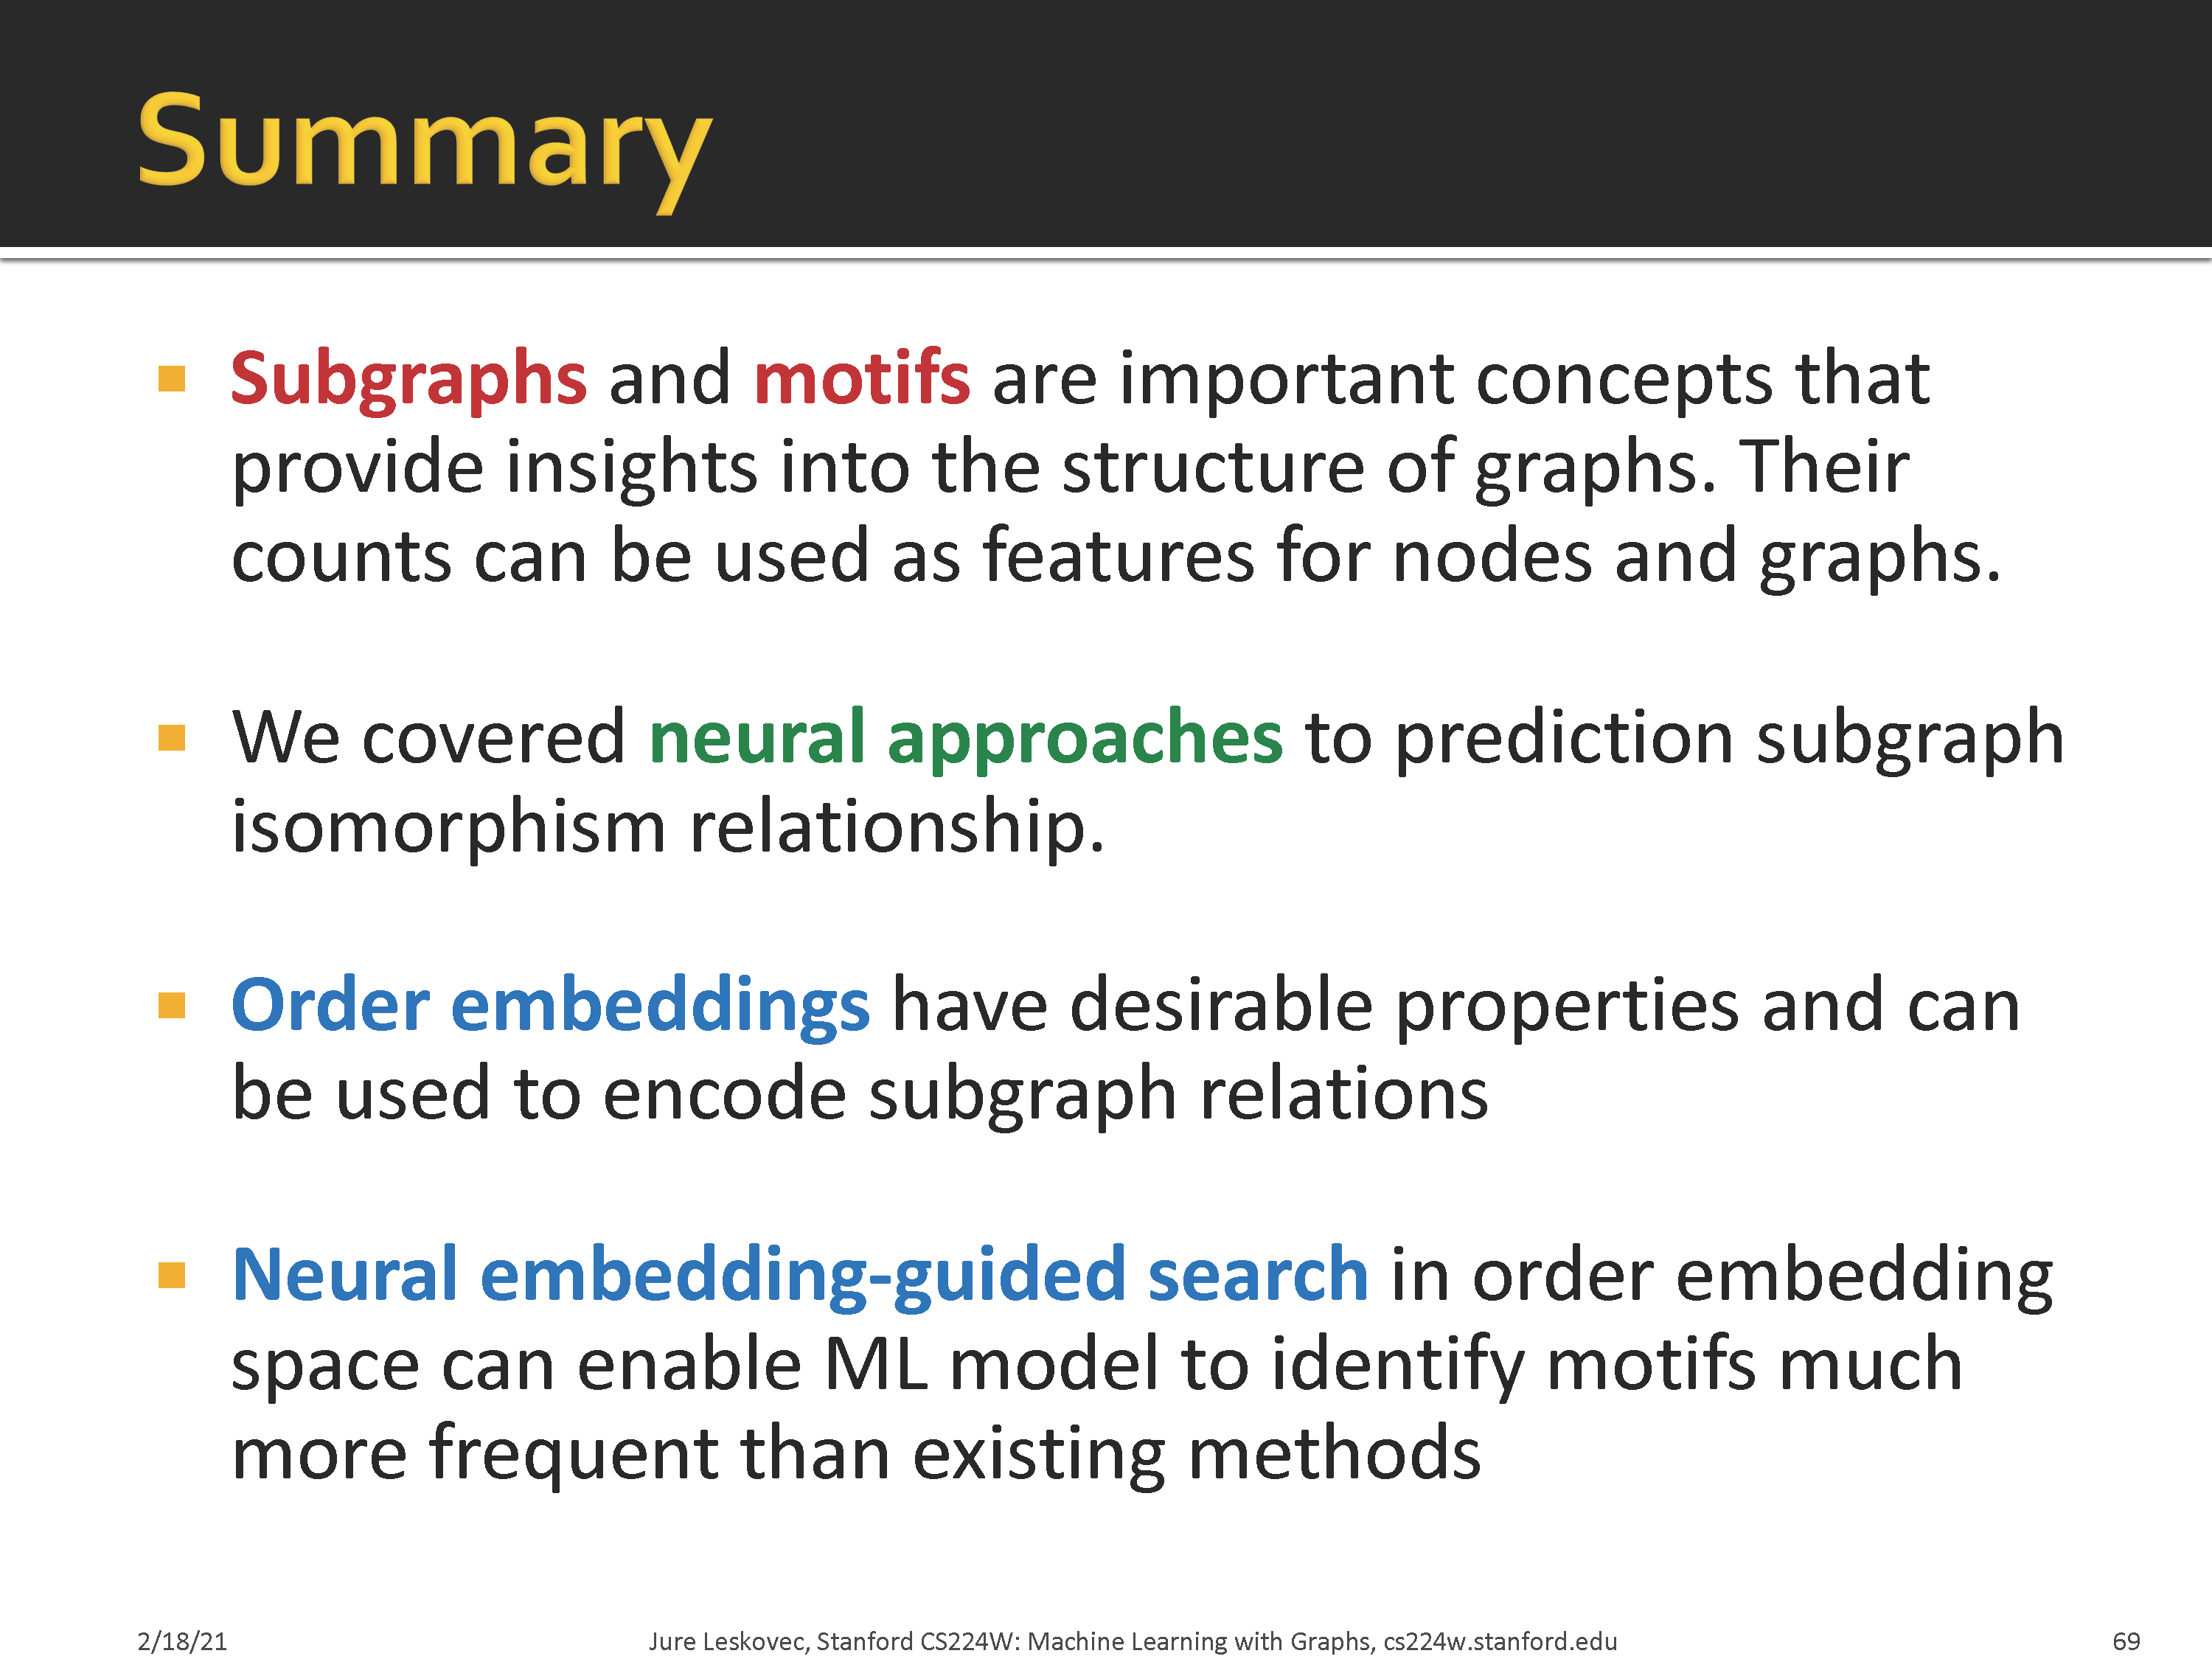 Summary
Subgraphs and motifs are important concepts that
provide insights into the structure of graphs. Their
counts can be used as features for nodes and graphs.
We covered neural approaches to prediction subgraph
isomorphism relationship.
Order embeddings have desirable properties and can
be used to encode subgraph relations
Neural embedding-guided search in order embedding
space can enable ML model to identify motifs much
more frequent than existing methods
2/18/21
Jure Leskovec, Stanford CS224W: Machine Learning with Graphs, cs224w.stanford.edu
69